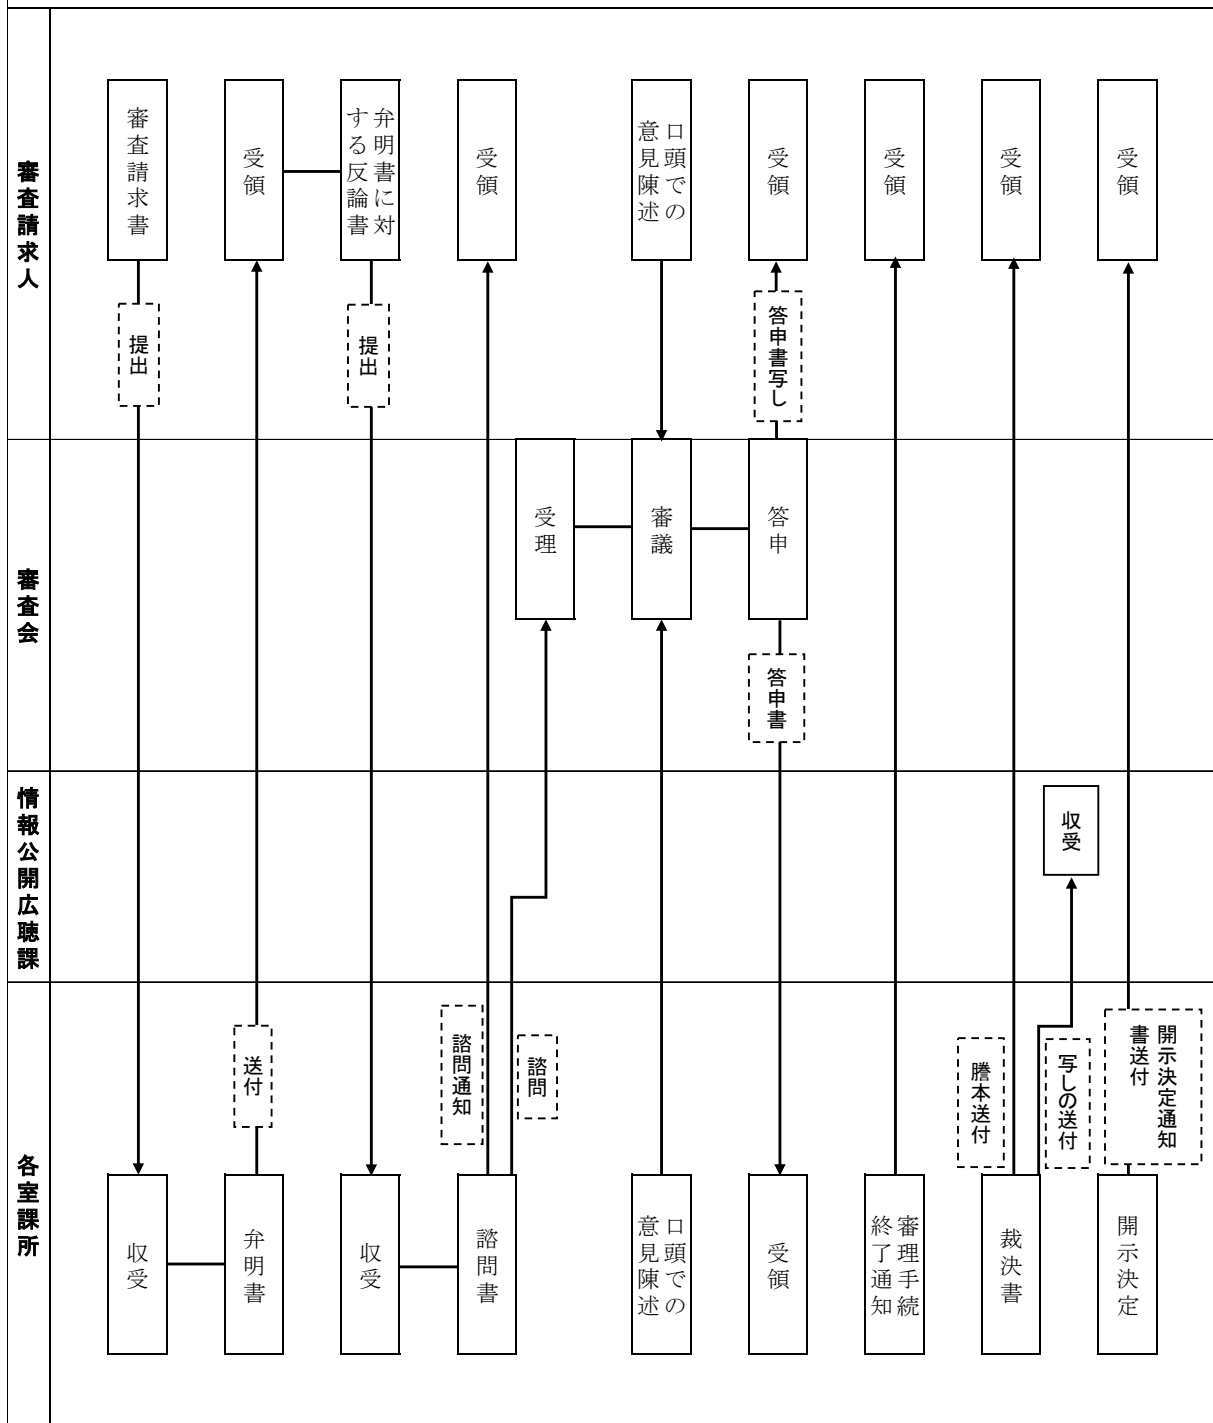 審査請求人
審査請求書
受領
弁明書に対
する反論書
受領
口頭での
意見陳述
受領
受領
受領
受領
提出
提出
答申書写し
審査会
受理
審議
答申
答申書
情報公開広聴課
収受
各室課所
送付
諮問通知
諮問
謄本送付
写しの送付
開示決定通知
書送付
収受
弁明書
収受
諮問書
口頭での
意見陳述
受領
審理手続
終了通知
裁決書
開示決定